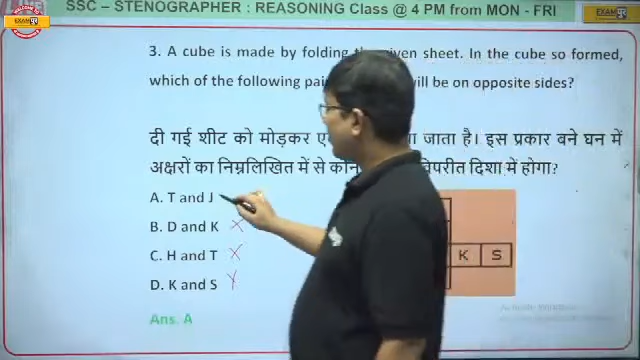 SSC – STENOGRAPHER : REASONING Class @ 4 PM from MON - FRI
EXAMপুর
3. A cube is made by folding the given sheet. In the cube so formed,
which of the following will be on opposite sides?
दी गई शीट को मोड़कर जाता है। इस प्रकार बने घन में
अक्षरों का निम्नलिखित में से विपरीत दिशा में होगा?
A. T and J
B. D and K
C. H and T
D. K and S
K S
Ans. A